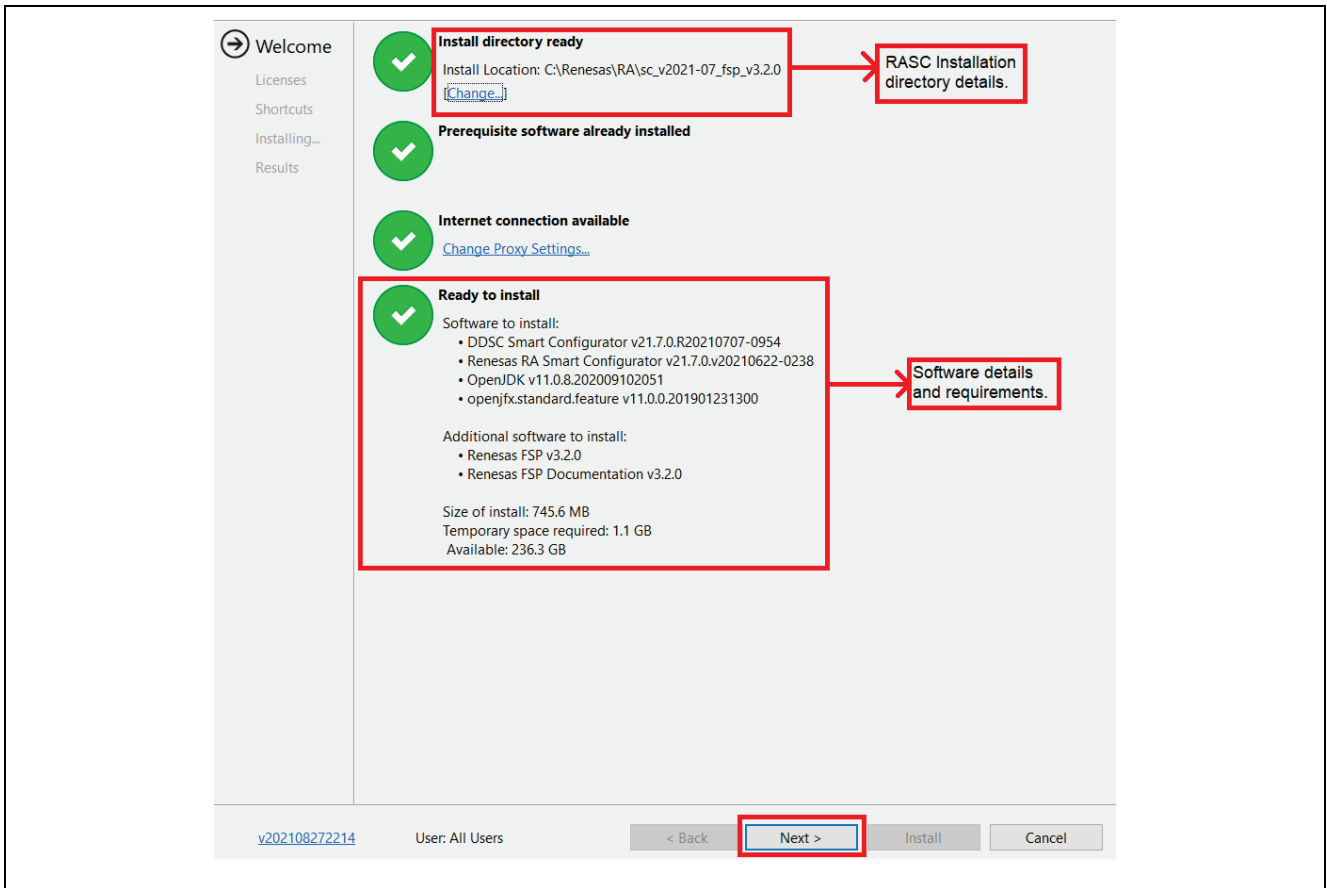 Welcome
Licenses
Shortcuts
Installing...
Results
Install directory ready
Install Location: C:\Renesas\RA\sc_v2021-07_fsp_v3.2.0
[Change...]
RASC Installation
directory details.
Prerequisite software already installed
Internet connection available
Change Proxy Settings...
Ready to install
Software to install:
• DDSC Smart Configurator v21.7.0.R20210707-0954
• Renesas RA Smart Configurator v21.7.0.v20210622-0238
• OpenJDK v11.0.8.202009102051
• openjfx.standard.feature v11.0.0.201901231300
Software details
and requirements.
Additional software to install:
• Renesas FSP v3.2.0
• Renesas FSP Documentation v3.2.0
Size of install: 745.6 MB
Temporary space required: 1.1 GB
Available: 236.3 GB
v202108272214 User: All Users < Back Next > Install Cancel